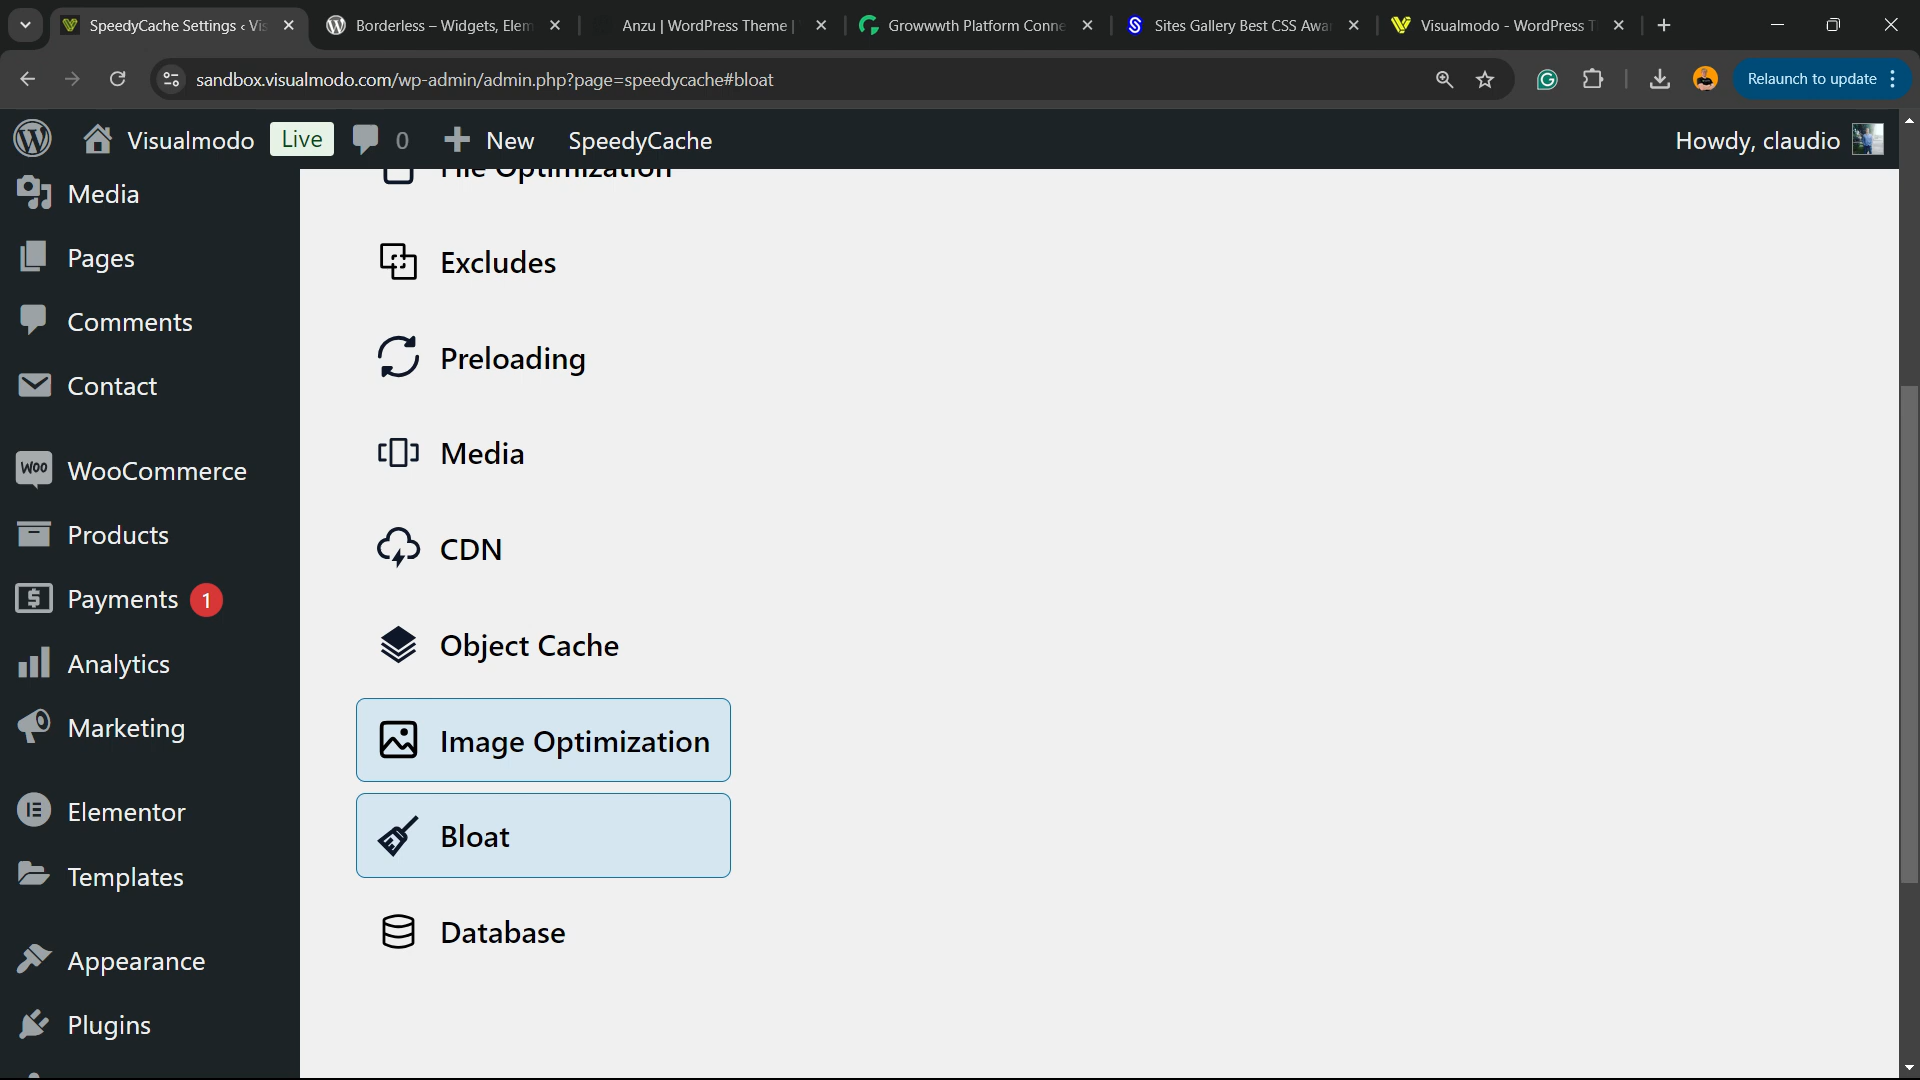 SpeedyCache Settings ‹ Vis
Borderless – Widgets, Elem
Anzu | WordPress Theme |
Growwwth Platform Conne
Sites Gallery Best CSS Awa
Visualmodo - WordPress T
sandbox.visualmodo.com/wp-admin/admin.php?page=speedycache#bloat
Relaunch to update
Visualmodo
Live
0
New
SpeedyCache
Howdy, claudio
Media
Pages
Comments
Contact
Woo
WooCommerce
Products
Payments 1
Analytics
Marketing
Elementor
Templates
Appearance
Plugins
File Optimization
Excludes
Preloading
Media
CDN
Object Cache
Image Optimization
Bloat
Database